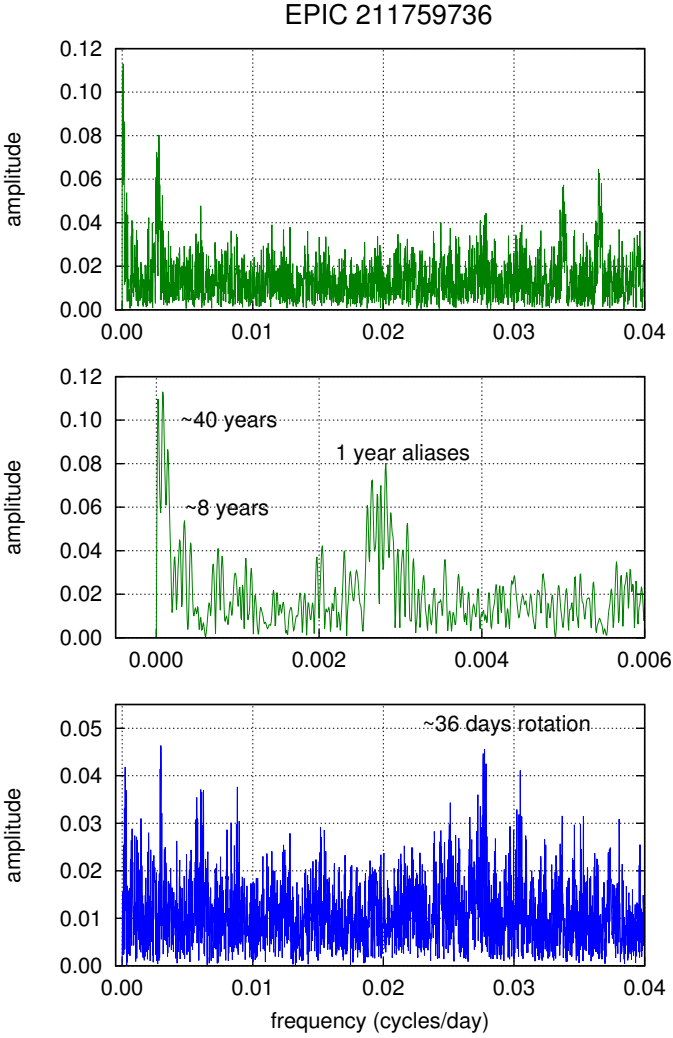 EPIC 211759736
0.12
0.10
0.08
0.06
0.04
0.02
0.00
amplitude
0.00 0.01 0.02 0.03 0.04
0.12
0.10
0.08
0.06
0.04
0.02
0.00
amplitude
~40 years
1 year aliases
~8 years
0.000 0.002 0.004 0.006
0.05
0.04
0.03
0.02
0.01
0.00
amplitude
~36 days rotation
0.00 0.01 0.02 0.03 0.04
frequency (cycles/day)